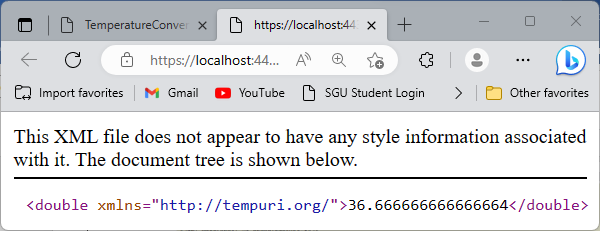 TemperatureConver
https://localhost:44
https://localhost:44...
Import favorites Gmail YouTube SGU Student Login Other favorites
This XML file does not appear to have any style information associated
with it. The document tree is shown below.
<double xmlns="http://tempuri.org/">36.666666666666664</double>